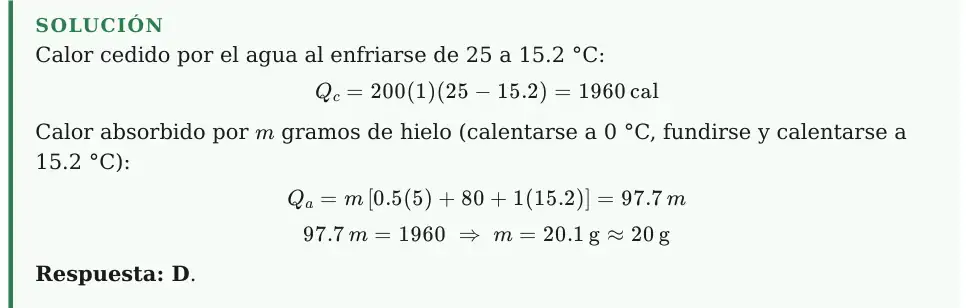 SOLUCIÓN
Calor cedido por el agua al enfriarse de 25 a 15.2 °C:
Q_c = 200(1)(25 − 15.2) = 1960 cal
Calor absorbido por m gramos de hielo (calentarse a 0 °C, fundirse y calentarse a
15.2 °C):
Q_a = m [0.5(5) + 80 + 1(15.2)] = 97.7 m
97.7 m = 1960 ⇒ m = 20.1 g ≈ 20 g
Respuesta: D.